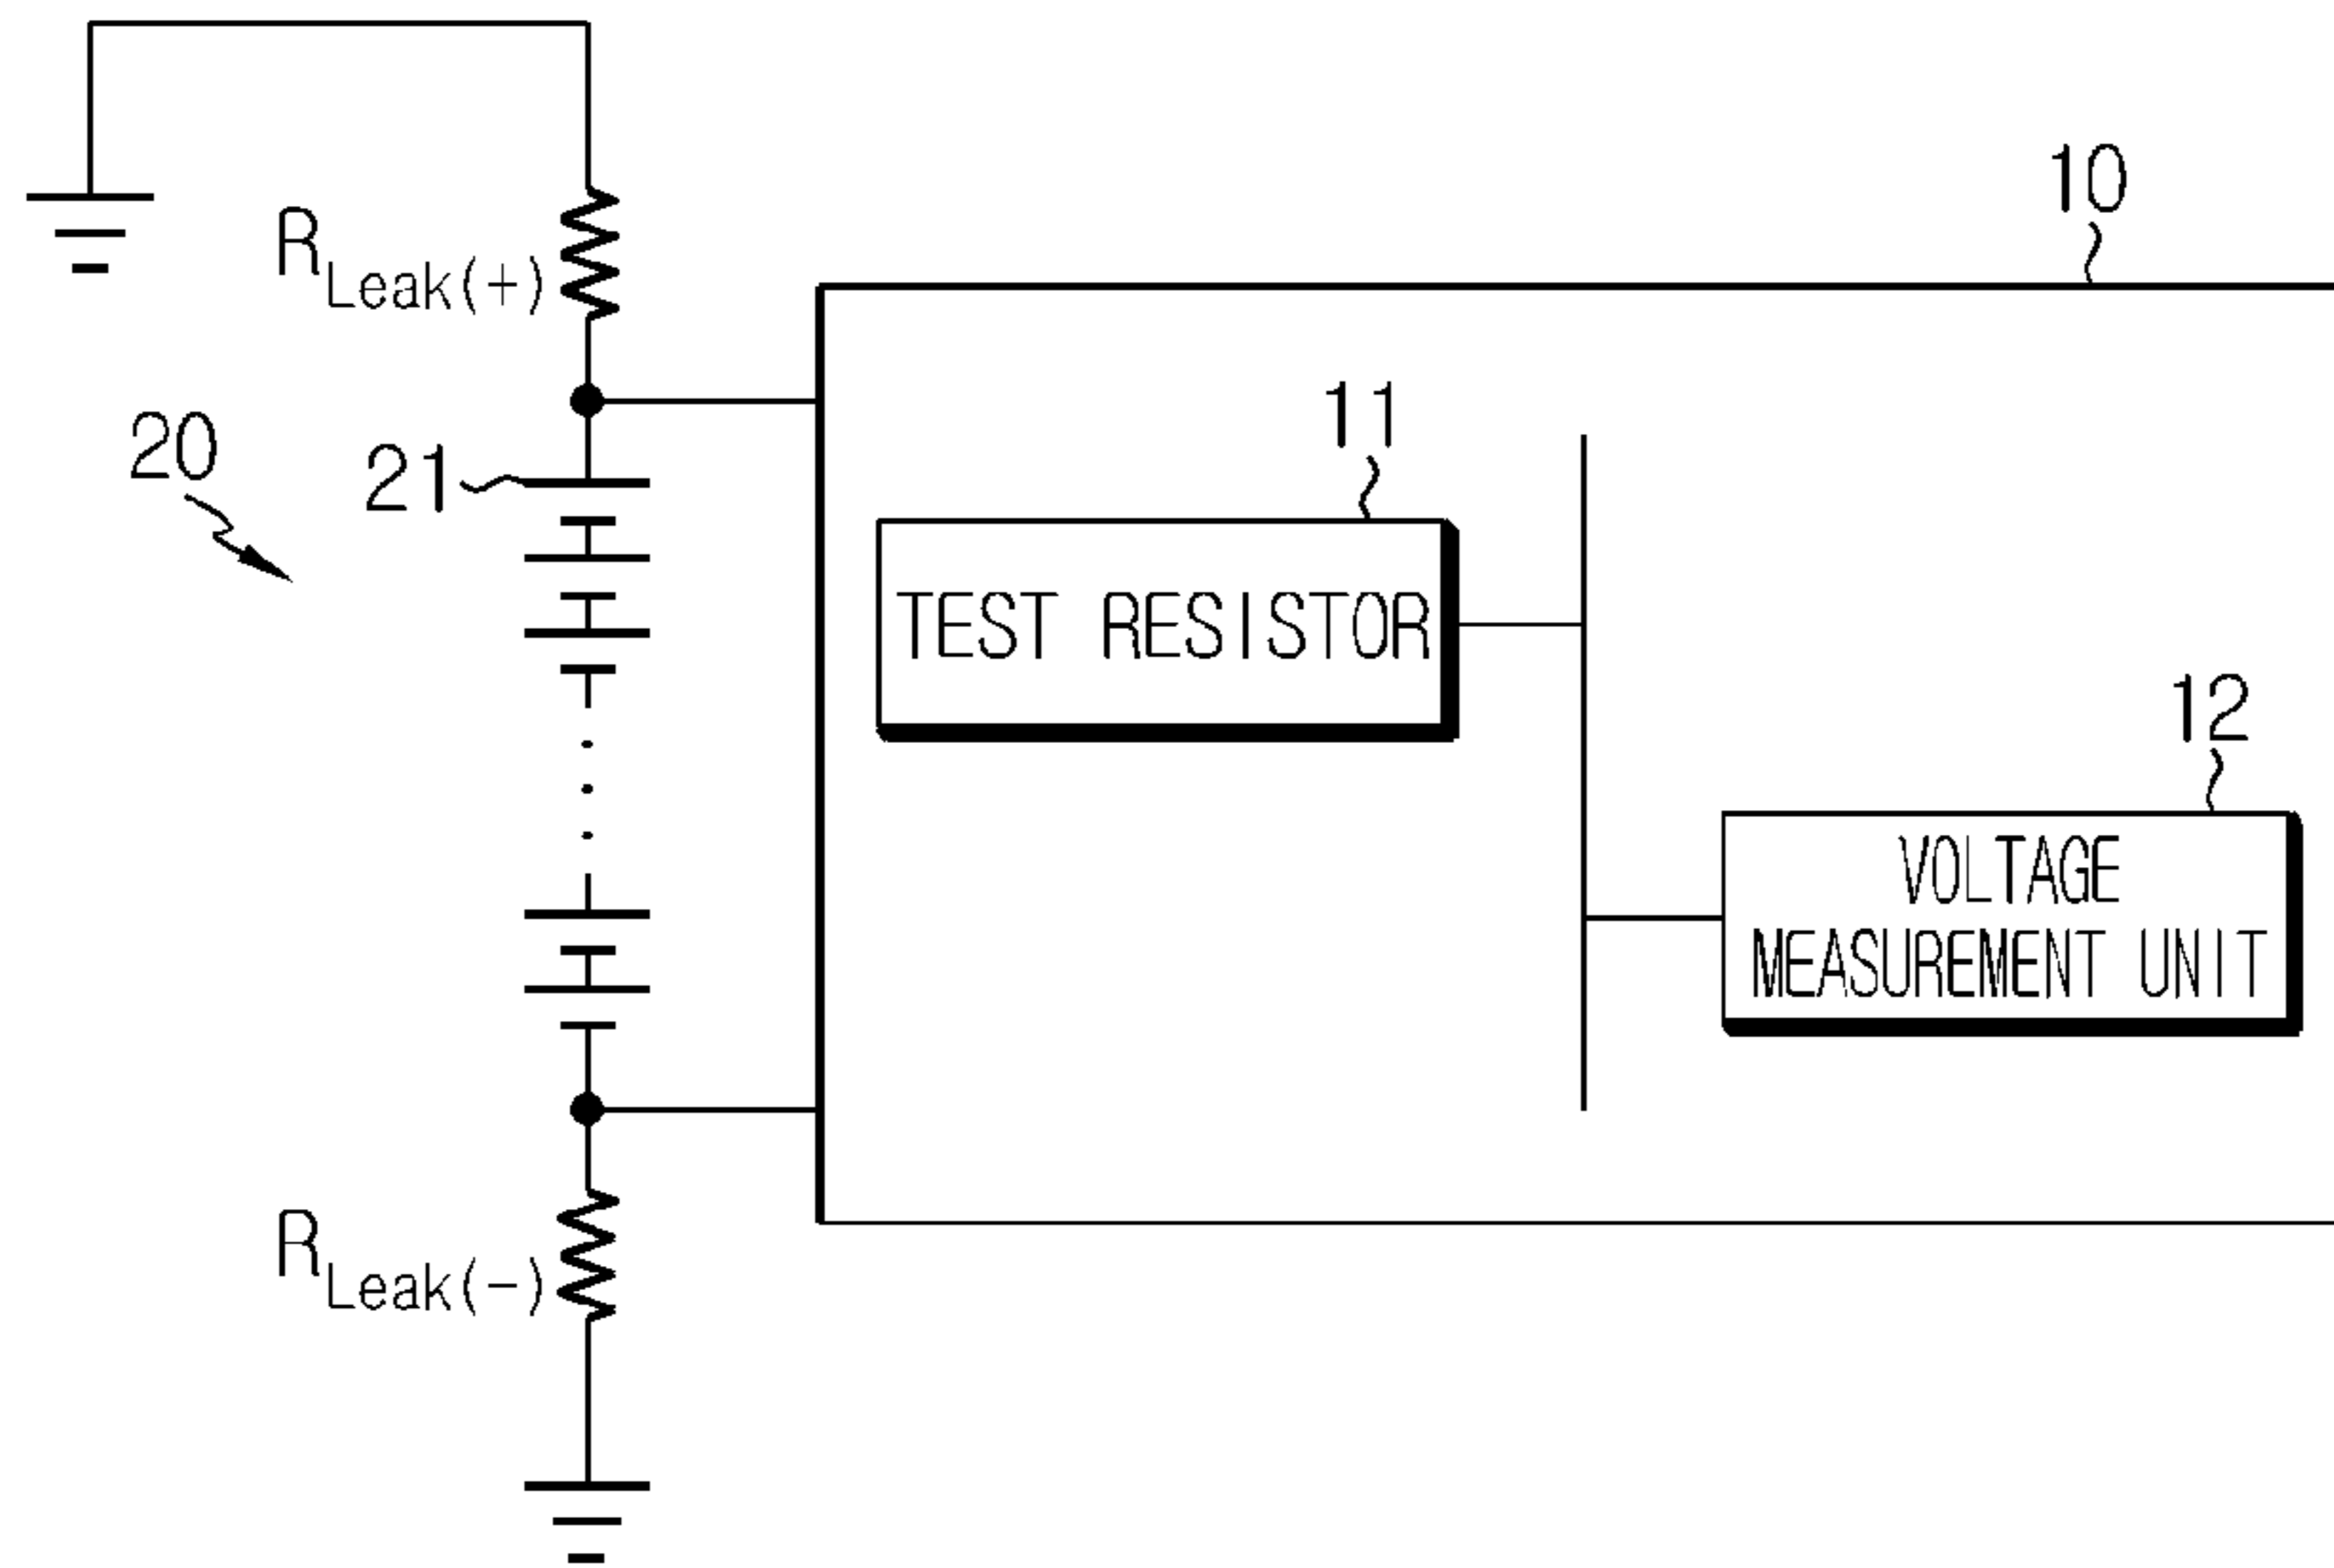 10
R Leak(+)
11
20
21
TEST RESISTOR
12
VOLTAGE
MEASUREMENT UNIT
R Leak(-)